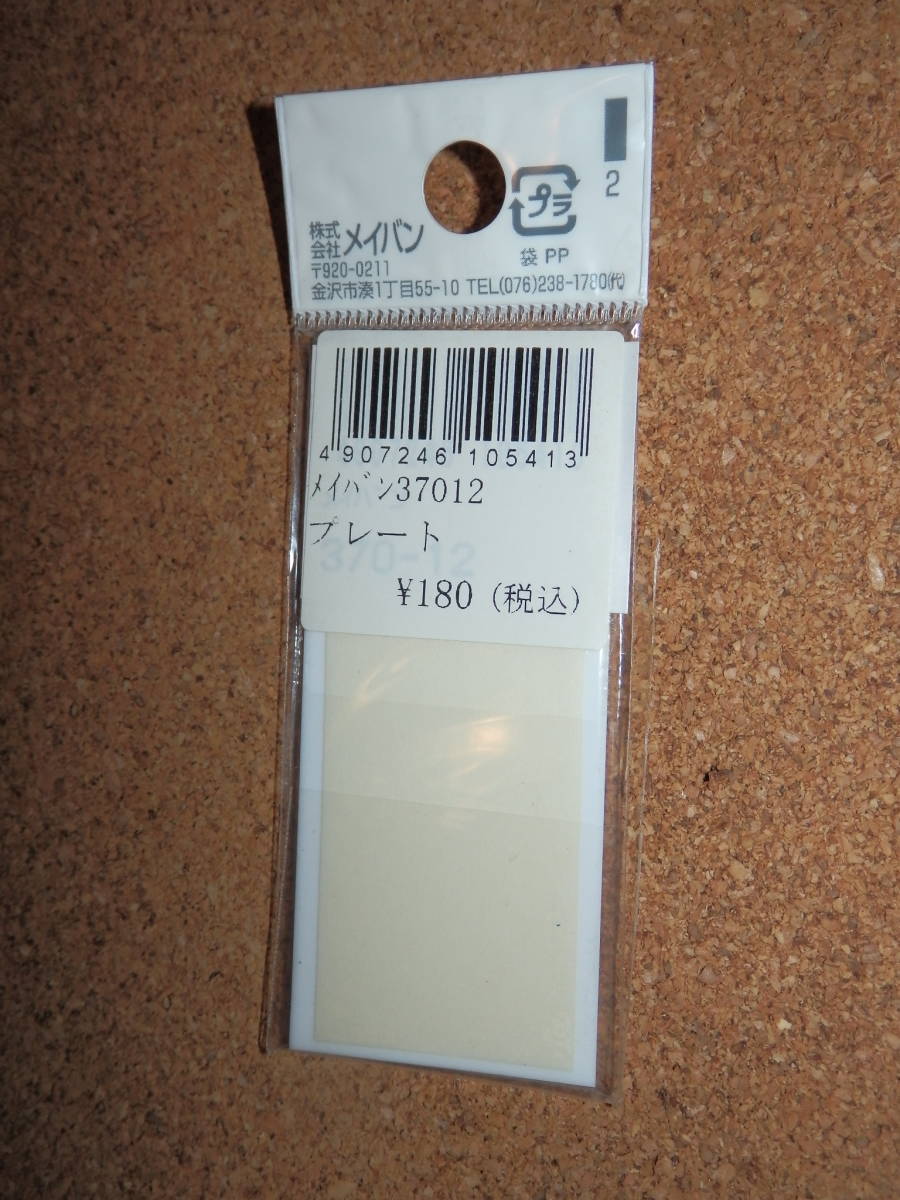 2
プラ
袋 PP
株式会社メイバン
〒920-0211
金沢市湊1丁目55-10 TEL(076)238-1780(代)
4 907246 105413
ﾒｲﾊﾞﾝ37012
プレート
370-12
¥180 (税込)